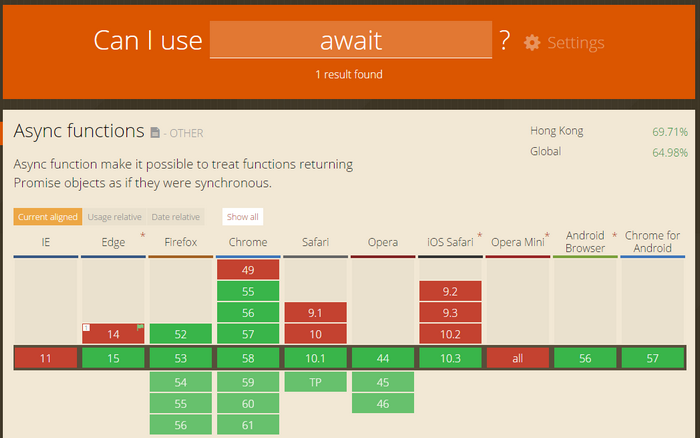 Can I use await ? Settings
1 result found
Async functions - OTHER
Hong Kong 69.71%
Global 64.98%
Async function make it possible to treat functions returning
Promise objects as if they were synchronous.
Current aligned Usage relative Date relative Show all
IE Edge * Firefox Chrome Safari Opera iOS Safari * Opera Mini * Android Browser * Chrome for Android
49
55 9.2
56 9.1 9.3
1 14 52 57 10 10.2
11 15 53 58 10.1 44 10.3 all 56 57
54 59 TP 45
55 60 46
56 61